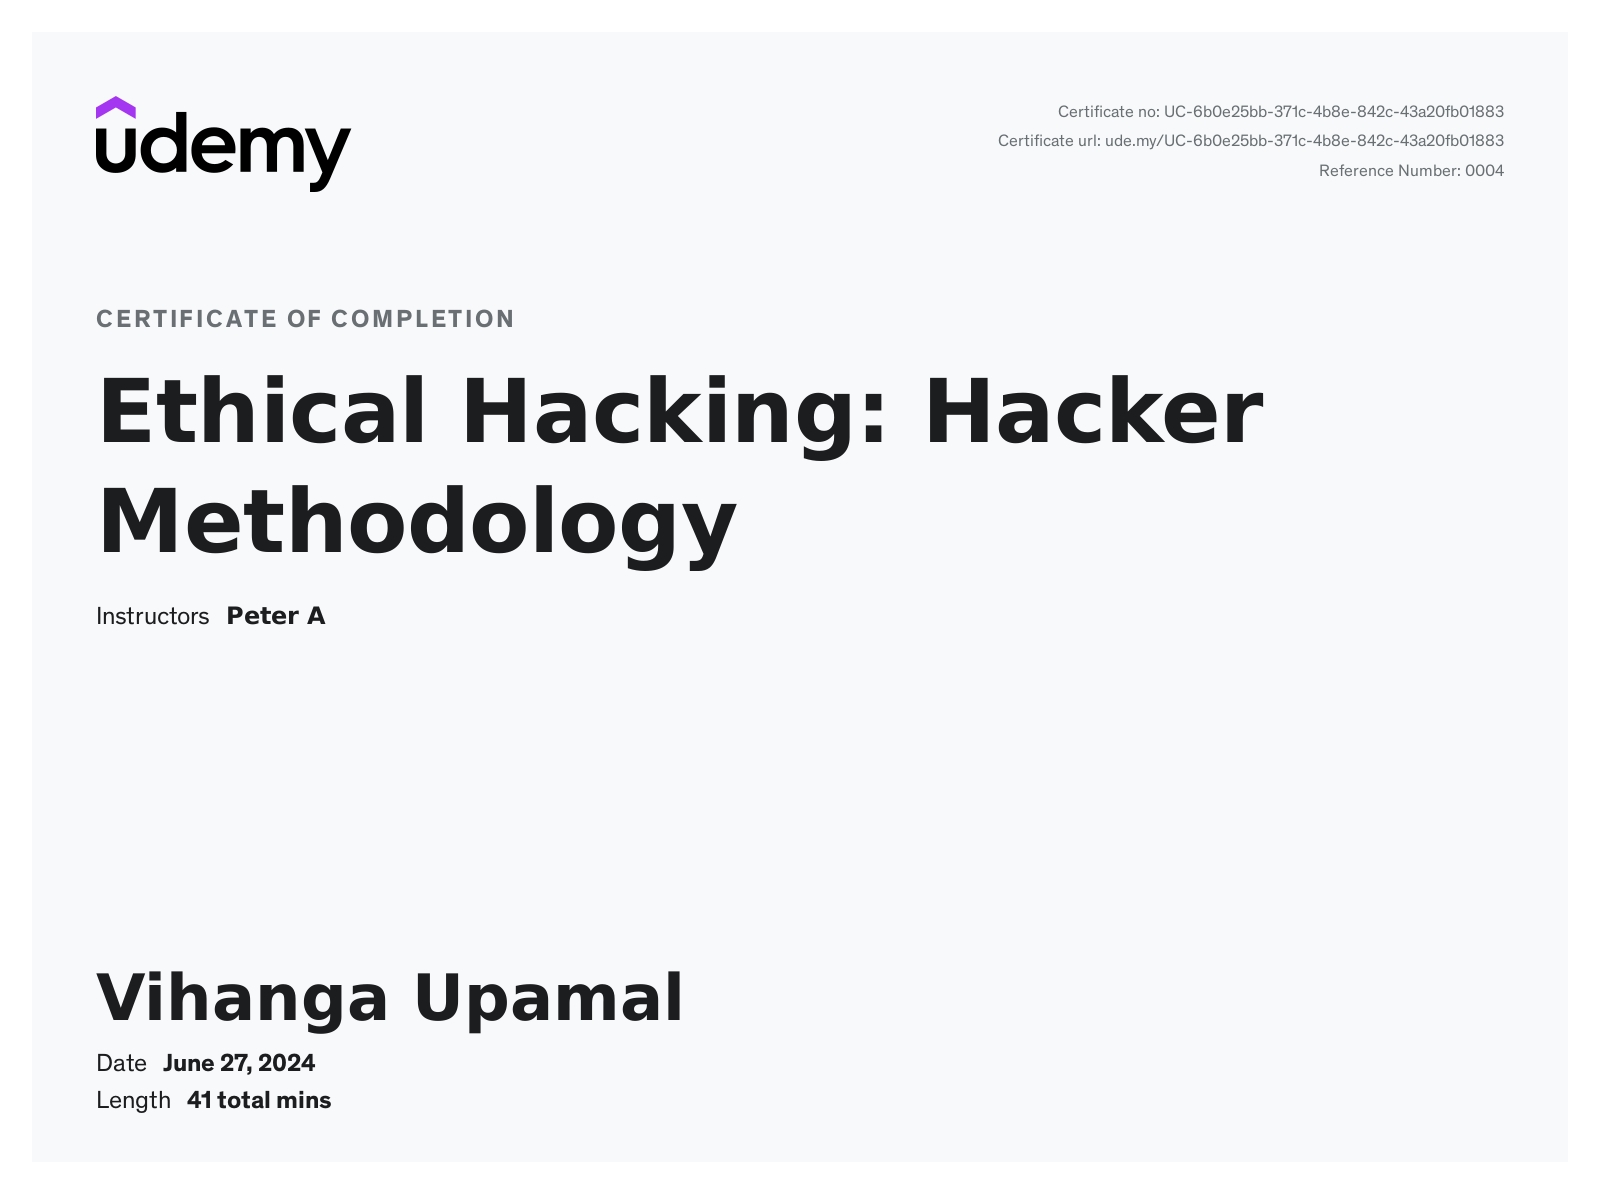 udemy
Certificate no: UC-6b0e25bb-371c-4b8e-842c-43a20fb01883
Certificate url: ude.my/UC-6b0e25bb-371c-4b8e-842c-43a20fb01883
Reference Number: 0004
CERTIFICATE OF COMPLETION
Ethical Hacking: Hacker
Methodology
Instructors Peter A
Vihanga Upamal
Date June 27, 2024
Length 41 total mins